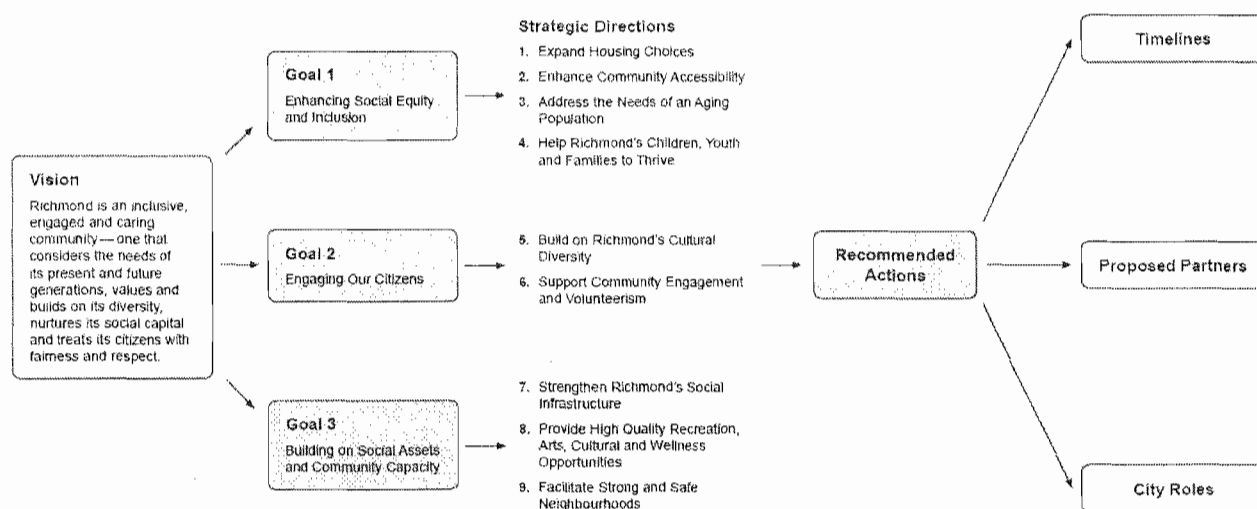 Vision
Richmond is an inclusive,
engaged and caring
community — one that
considers the needs of
its present and future
generations, values and
builds on its diversity,
nurtures its social capital
and treats its citizens with
fairness and respect.
Goal 1
Enhancing Social Equity
and Inclusion
Goal 2
Engaging Our Citizens
Goal 3
Building on Social Assets
and Community Capacity
Strategic Directions
1. Expand Housing Choices
2. Enhance Community Accessibility
3. Address the Needs of an Aging
Population
4. Help Richmond's Children, Youth
and Families to Thrive
5. Build on Richmond's Cultural
Diversity
6. Support Community Engagement
and Volunteerism
7. Strengthen Richmond's Social
Infrastructure
8. Provide High Quality Recreation,
Arts, Cultural and Wellness
Opportunities
9. Facilitate Strong and Safe
Neighbourhoods
Recommended
Actions
Timelines
Proposed Partners
City Roles